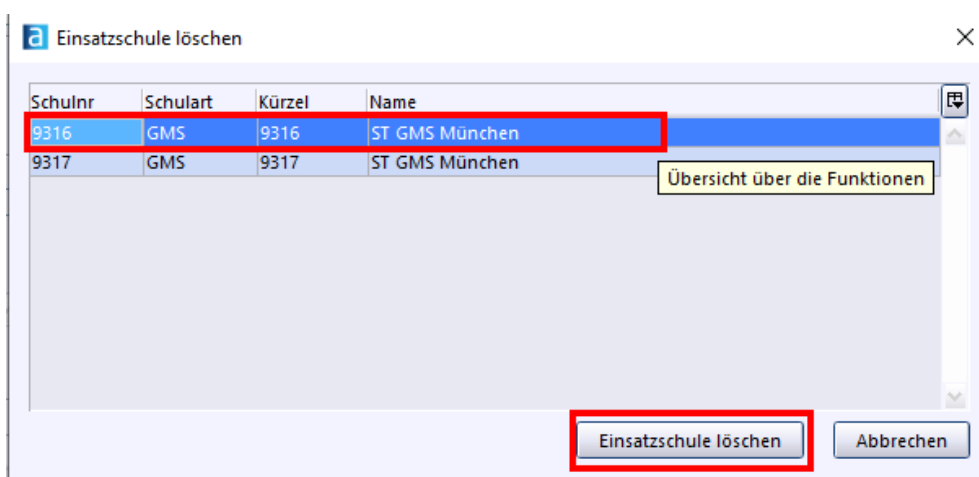 Einsatzschule löschen
Schulnr Schulart Kürzel Name
9316 GMS 9316 ST GMS München
9317 GMS 9317 ST GMS München
Übersicht über die Funktionen
Einsatzschule löschen Abbrechen